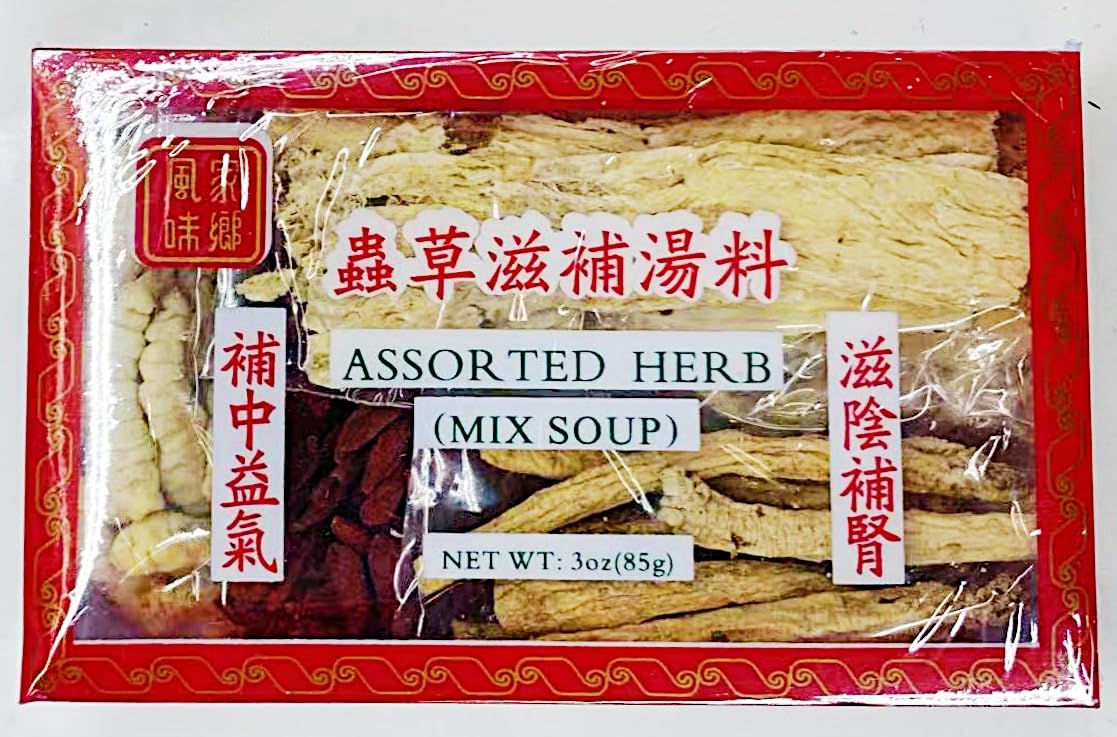 家鄉
風味
蟲草滋補湯料
ASSORTED HERB
(MIX SOUP)
NET WT: 3oz(85g)
滋陰補腎
補中益氣